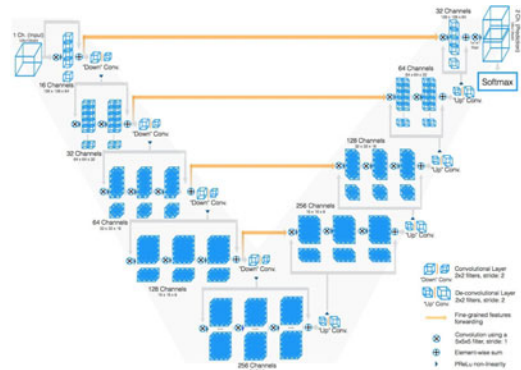 1 Ch. (Input)
16 Channels
"Down" Conv.
32 Channels
"Down" Conv.
64 Channels
"Down" Conv.
128 Channels
"Down" Conv.
256 Channels
32 Channels
2 Ch. (Prediction)
Softmax
64 Channels
"Up" Conv.
128 Channels
"Up" Conv.
256 Channels
"Up" Conv.
"Up" Conv.
Convolutional Layer
2x2 filters, stride: 2
"Down" Conv.
De-convolutional Layer
2x2 filters, stride: 2
"Up" Conv.
Fine-grained features
forwarding
Convolution using a
5x5x5 filter, stride: 1
Element-wise sum
PReLu non-linearity